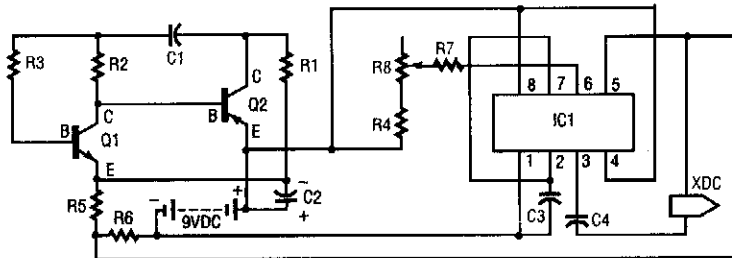 R3
R2
C1
C
R1
R8
R7
C
B
Q2
E
C
B
Q1
E
R4
8 7 6 5
IC1
1 2 3 4
XDC
R5
R6
− +
9VDC
−
C2
+
C3
C4